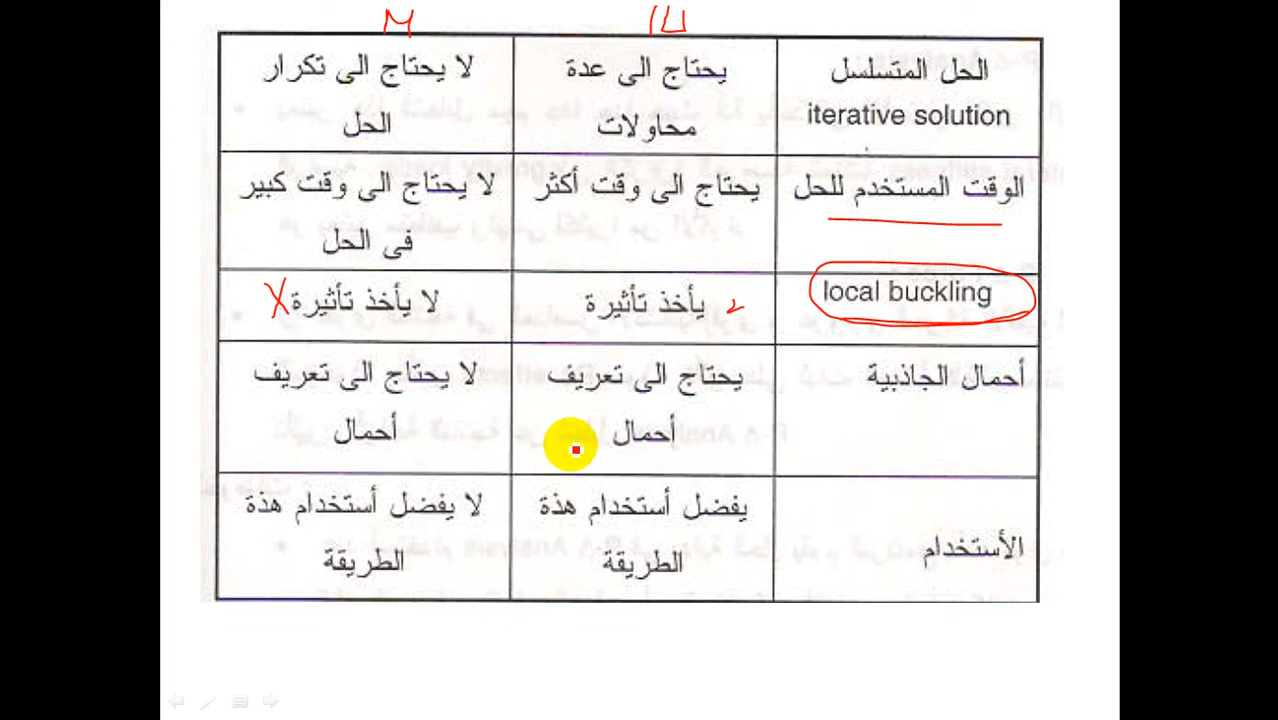 الحل المتسلسل
iterative solution
يحتاج الى عدة
محاولات
لا يحتاج الى تكرار
الحل
الوقت المستخدم للحل
يحتاج الى وقت أكثر
لا يحتاج الى وقت كبير
فى الحل
local buckling
يأخذ تأثيرة
لا يأخذ تأثيرة
أحمال الجاذبية
يحتاج الى تعريف
أحمال
لا يحتاج الى تعريف
أحمال
الأستخدام
يفضل أستخدام هذة
الطريقة
لا يفضل أستخدام هذة
الطريقة